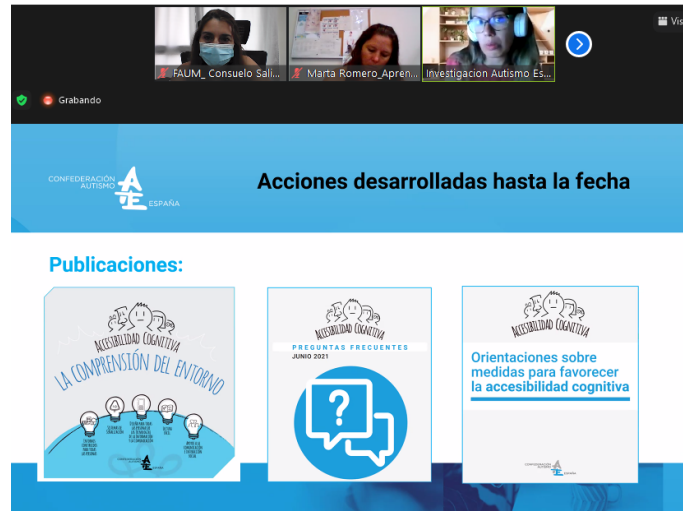 Vis
FAUM_ Consuelo Sali...
Marta Romero_Apren...
Investigacion Autismo Es...
Grabando
CONFEDERACIÓN
AUTISMO
ESPAÑA
Acciones desarrolladas hasta la fecha
Publicaciones:
ACCESIBILIDAD COGNITIVA
LA COMPRENSIÓN DEL ENTORNO
ACCESIBILIDAD COGNITIVA
PREGUNTAS FRECUENTES
JUNIO 2021
?
ACCESIBILIDAD COGNITIVA
Orientaciones sobre
medidas para favorecer
la accesibilidad cognitiva